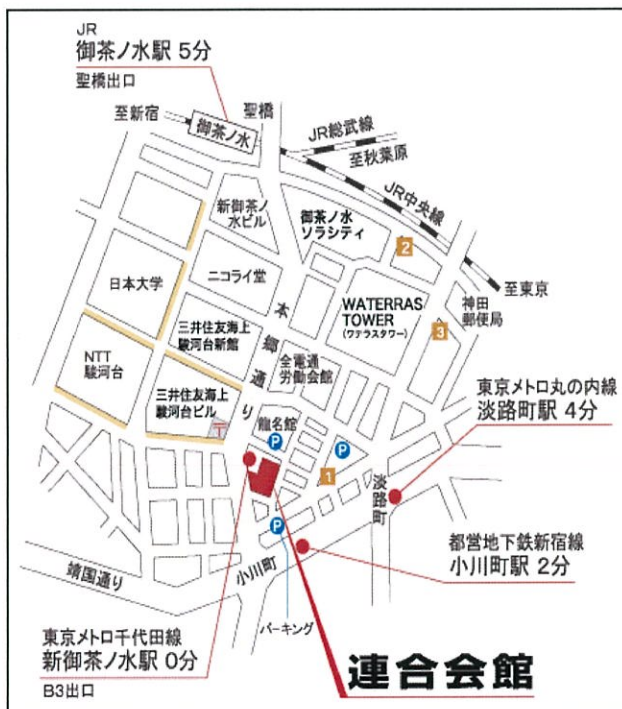 JR
御茶ノ水駅 5分
聖橋出口
至新宿
聖橋
御茶ノ水
JR総武線
至秋葉原
JR中央線
新御茶ノ
水ビル
御茶ノ水
ソラシティ
2
至東京
日本大学
ニコライ堂
本郷通り
WATERRAS
TOWER
(ワテラスタワー)
神田
郵便局
3
三井住友海上
駿河台新館
NTT
駿河台
全電通
労働会館
三井住友海上
駿河台ビル
〒
龍名館
P
P
東京メトロ丸の内線
淡路町駅 4分
1
淡路町
P
都営地下鉄新宿線
小川町駅 2分
靖国通り
小川町
パーキング
東京メトロ千代田線
新御茶ノ水駅 0分
B3出口
連合会館